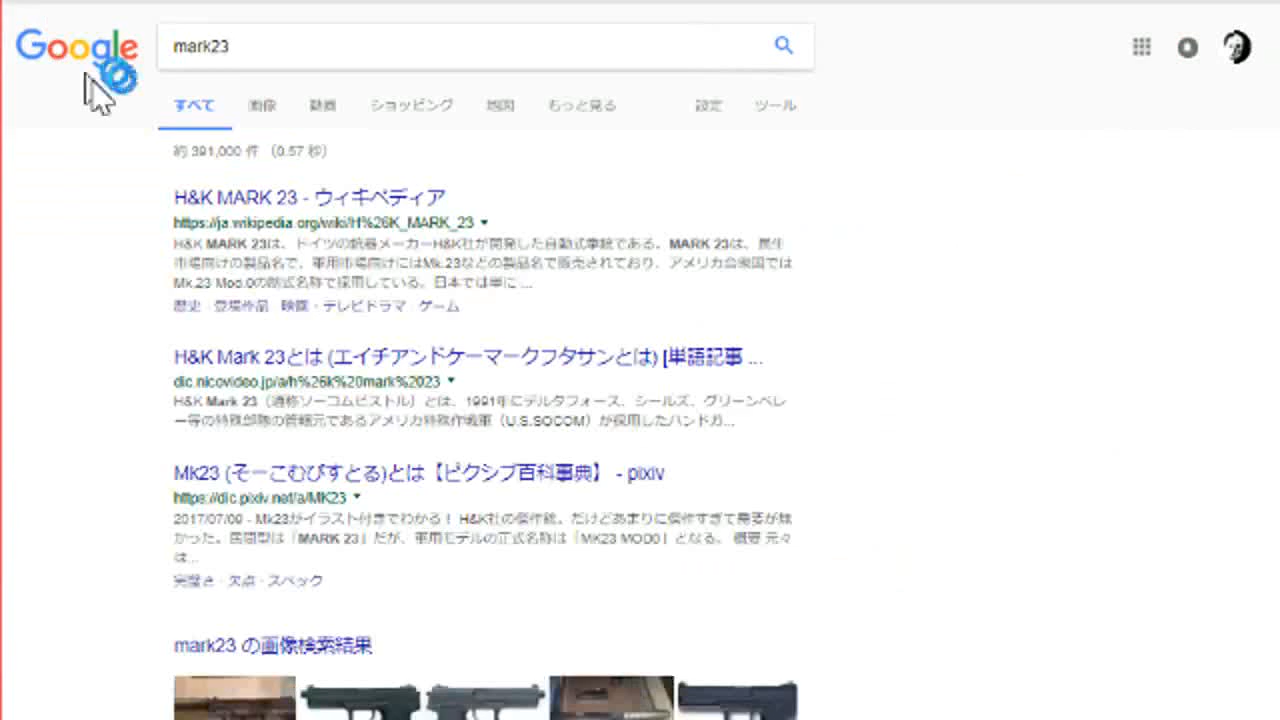 Google
mark23
すべて 画像 動画 ショッピング 地図 もっと見る 設定 ツール
約 391,000 件 （0.57 秒）
H&K MARK 23 - ウィキペディア
https://ja.wikipedia.org/wiki/H%26K_MARK_23
H&K MARK 23は、ドイツの銃器メーカーH&K社が開発した自動式拳銃である。MARK 23は、民生
市場向けの製品名で、軍用市場向けにはMk.23などの製品名で販売されており、アメリカ合衆国では
Mk.23 Mod.0の制式名称で採用している。日本では単に ...
歴史 · 登場作品 · 映画・テレビドラマ · ゲーム
H&K Mark 23とは (エイチアンドケーマークフタサンとは) [単語記事 ...
dic.nicovideo.jp/a/h%26k%20mark%2023
H&K Mark 23（通称ソーコムピストル）とは、1991年にデルタフォース、シールズ、グリーンベレ
ー等の特殊部隊の管轄元であるアメリカ特殊作戦軍（U.S.SOCOM）が採用したハンドガ...
Mk23 (そーこむぴすとる)とは【ピクシブ百科事典】 - pixiv
https://dic.pixiv.net/a/MK23
2017/07/09 - Mk23がイラスト付きでわかる！ H&K社の傑作銃。だけどあまりに傑作すぎて需要が無
かった。民間型は「MARK 23」だが、軍用モデルの正式名称は「MK23 MOD0」となる。 概要 元々
は...
完璧さ · 欠点 · スペック
mark23 の画像検索結果